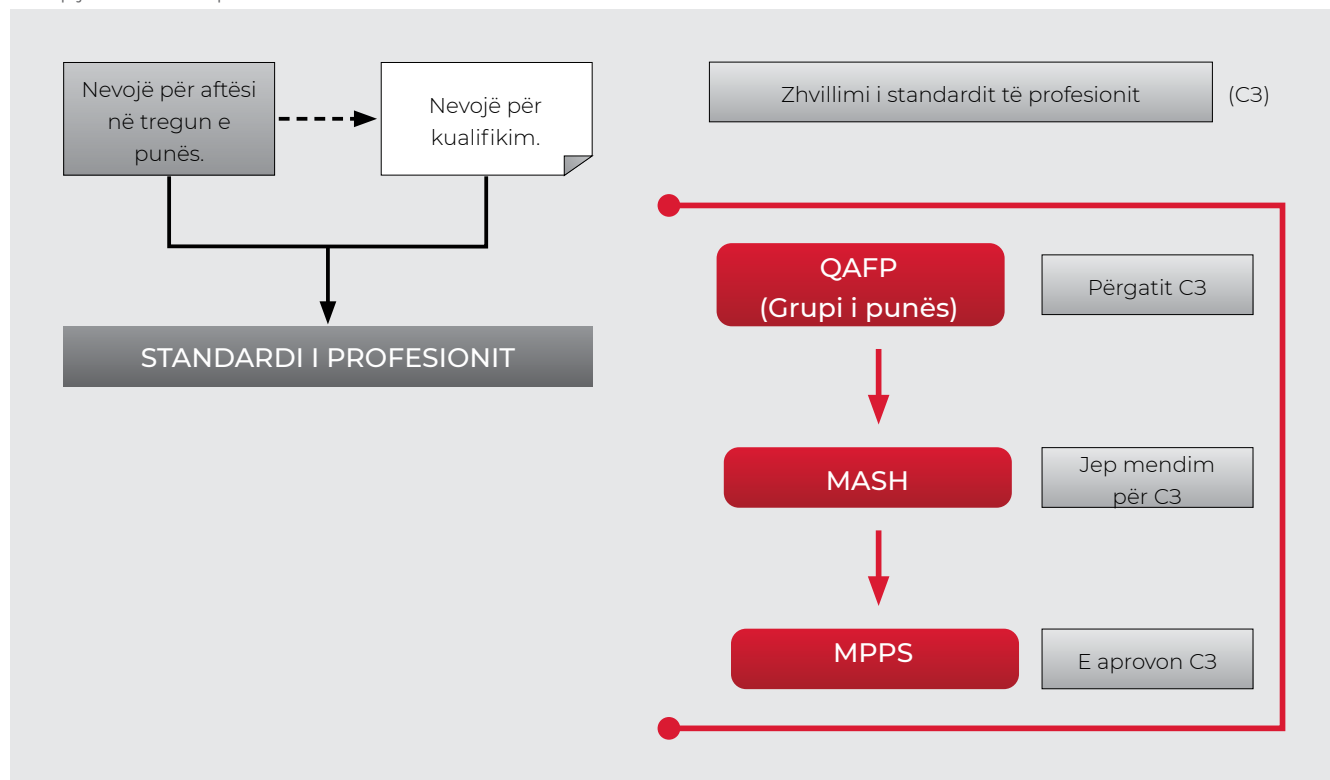 Nevojë për aftësi
në tregun e
punës.
Nevojë për
kualifikim.
STANDARDI I PROFESIONIT
Zhvillimi i standardit të profesionit
(C3)
QAFP
(Grupi i punës)
Përgatit C3
MASH
Jep mendim
për C3
MPPS
E aprovon C3